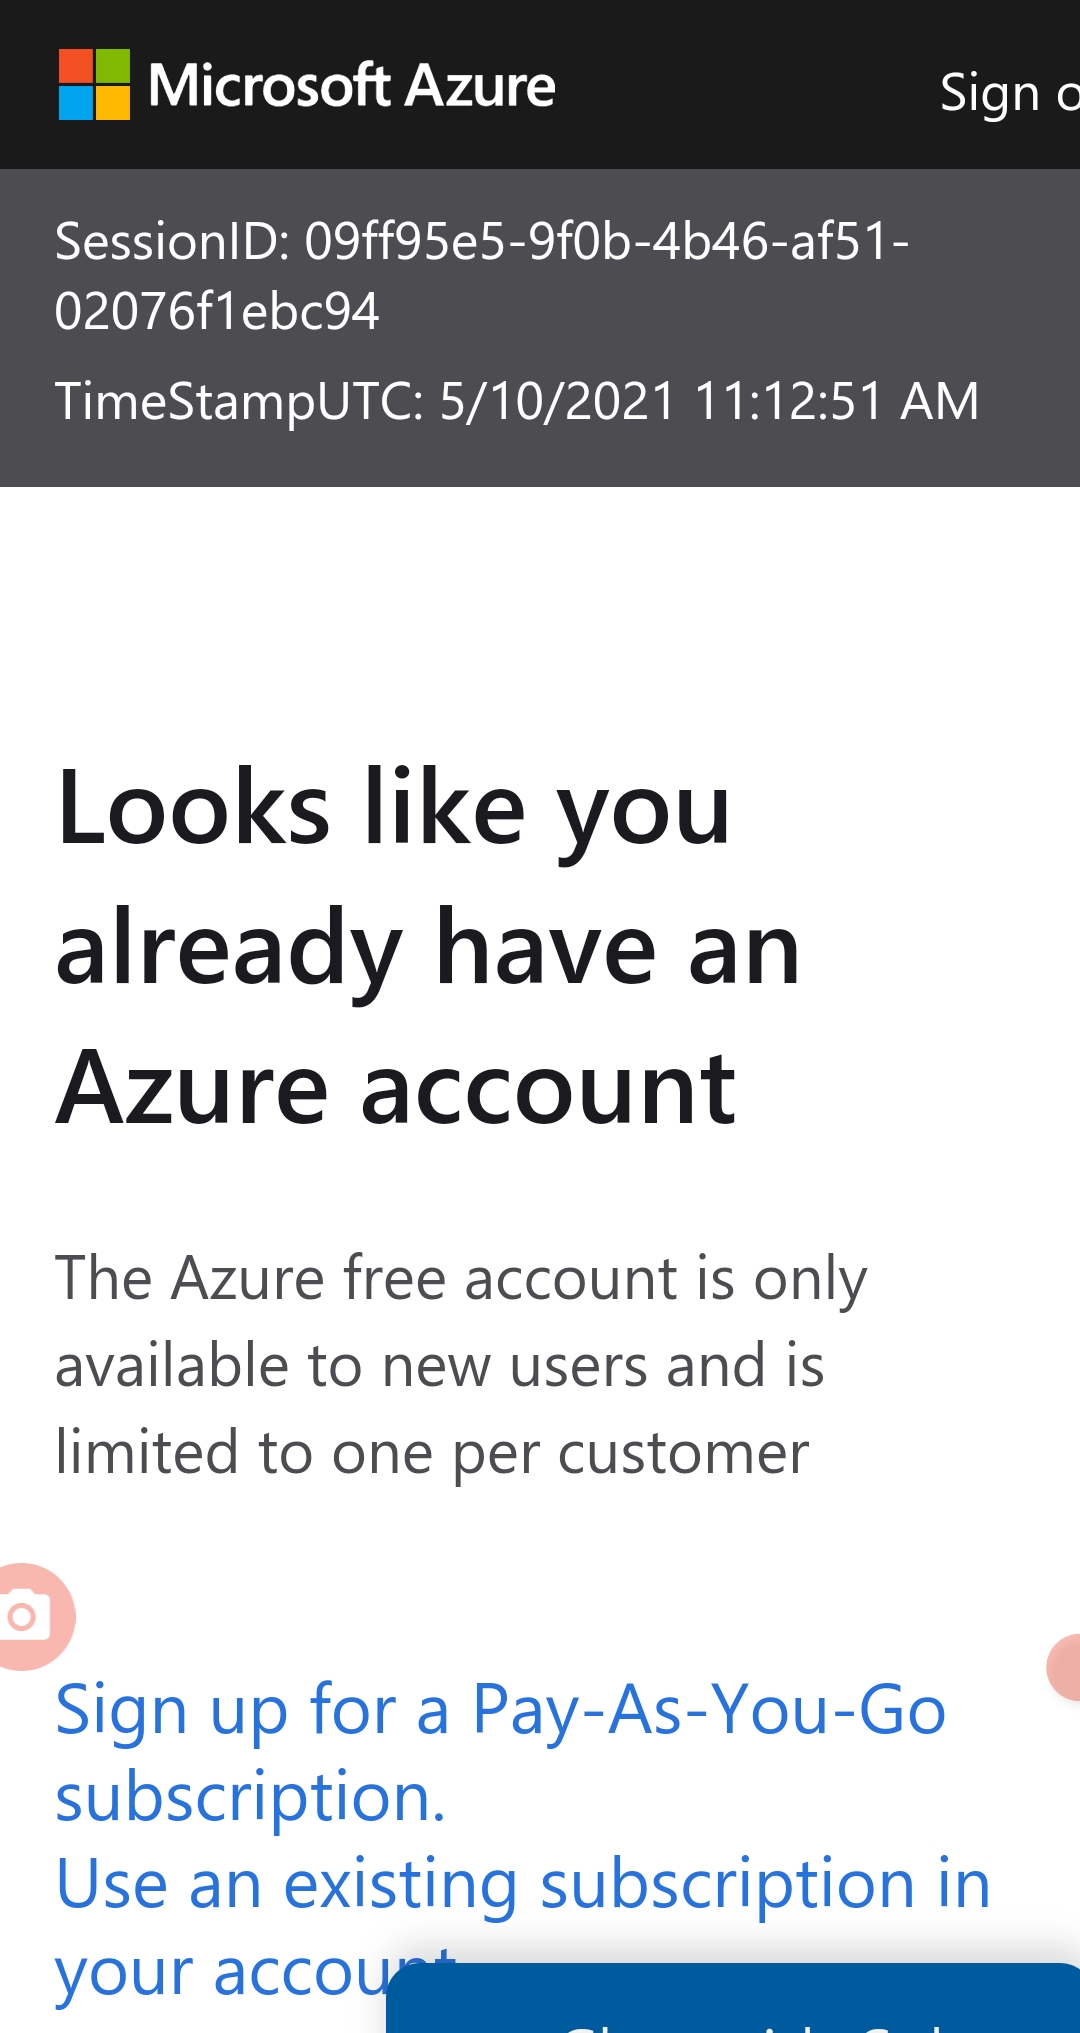 Microsoft Azure
Sign
SessionID: 09ff95e5-9f0b-4b46-af51-
02076f1ebc94
TimeStampUTC: 5/10/2021 11:12:51 AM
Looks like you
already have an
Azure account
The Azure free account is only
available to new users and is
limited to one per customer
Sign up for a Pay-As-You-Go
subscription.
Use an existing subscription in
your account